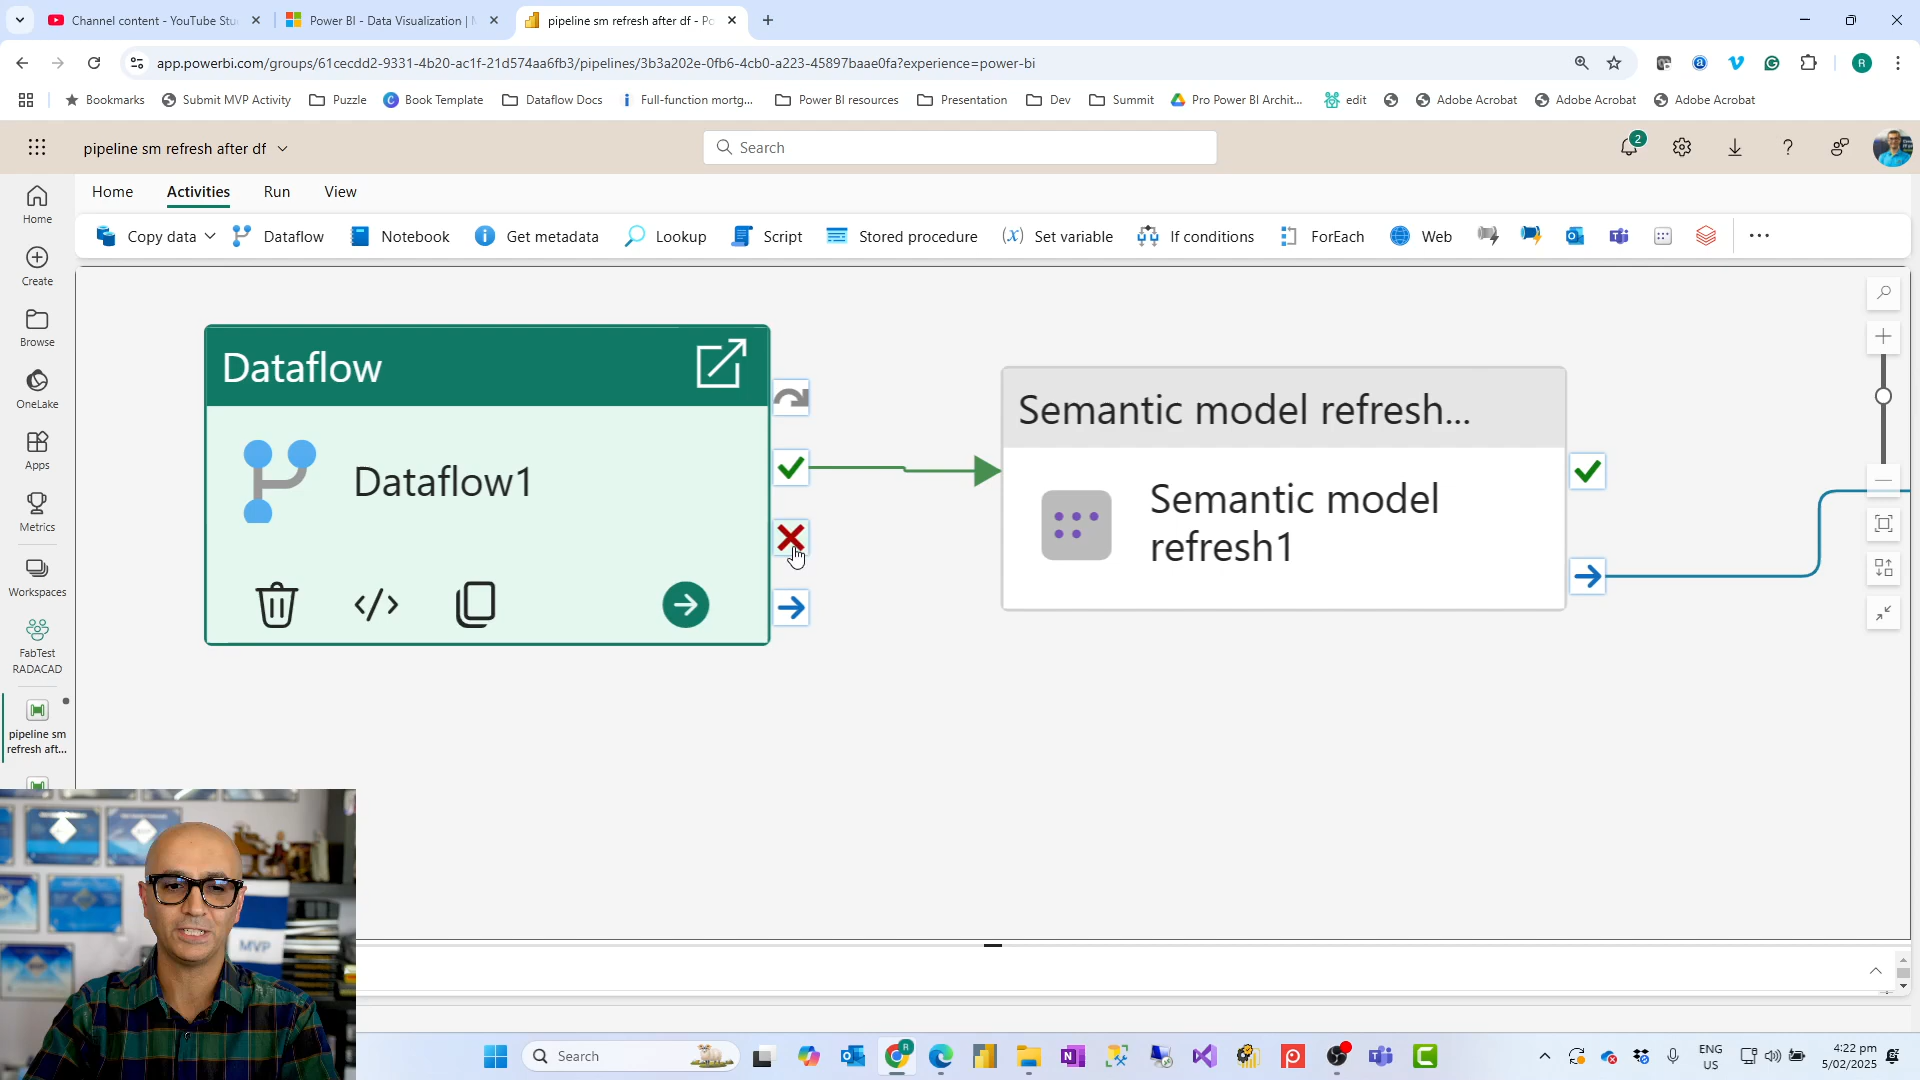 Channel content - YouTube Stu
Power BI - Data Visualization |
pipeline sm refresh after df - Po
app.powerbi.com/groups/61cecdd2-9331-4b20-ac1f-21d574aa6fb3/pipelines/3b3a202e-0fb6-4cb0-a223-45897baae0fa?experience=power-bi
R
Bookmarks
Submit MVP Activity
Puzzle
Book Template
Dataflow Docs
Full-function mortg...
Power BI resources
Presentation
Dev
Summit
Pro Power BI Archit...
edit
Adobe Acrobat
Adobe Acrobat
Adobe Acrobat
pipeline sm refresh after df
Search
2
Home
Activities
Run
View
Copy data
Dataflow
Notebook
Get metadata
Lookup
Script
Stored procedure
(x) Set variable
If conditions
ForEach
Web
Home
Create
Browse
OneLake
Apps
Metrics
Workspaces
FabTest
RADACAD
pipeline sm
refresh aft...
Dataflow
Dataflow1
Semantic model refresh...
Semantic model
refresh1
MVP
Search
ENG
US
4:22 pm
5/02/2025